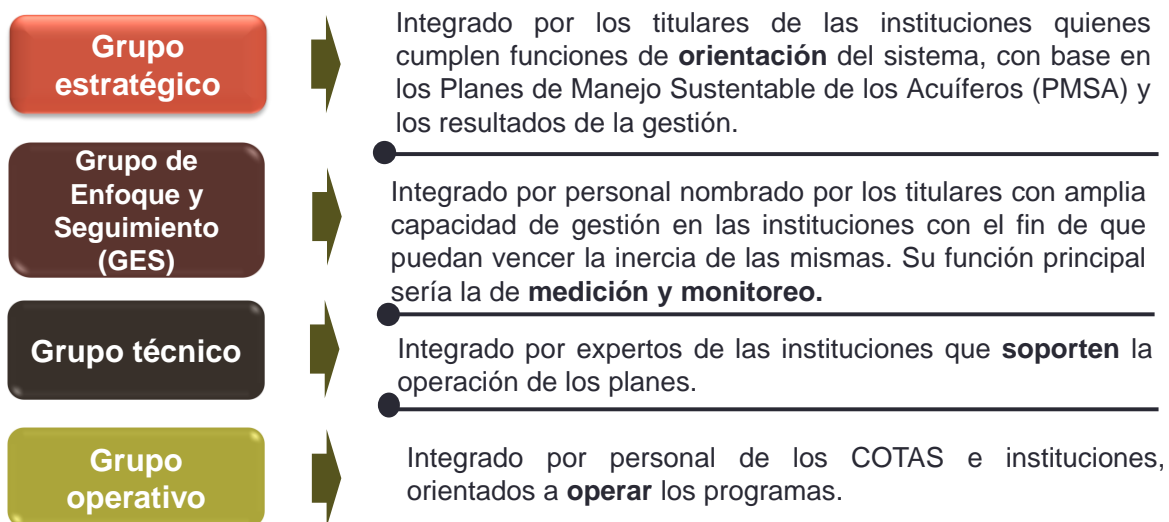 Grupo
estratégico
Integrado por los titulares de las instituciones quienes
cumplen funciones de orientación del sistema, con base en
los Planes de Manejo Sustentable de los Acuíferos (PMSA) y
los resultados de la gestión.
Grupo de
Enfoque y
Seguimiento
(GES)
Integrado por personal nombrado por los titulares con amplia
capacidad de gestión en las instituciones con el fin de que
puedan vencer la inercia de las mismas. Su función principal
sería la de medición y monitoreo.
Grupo técnico
Integrado por expertos de las instituciones que soporten la
operación de los planes.
Grupo
operativo
Integrado por personal de los COTAS e instituciones,
orientados a operar los programas.